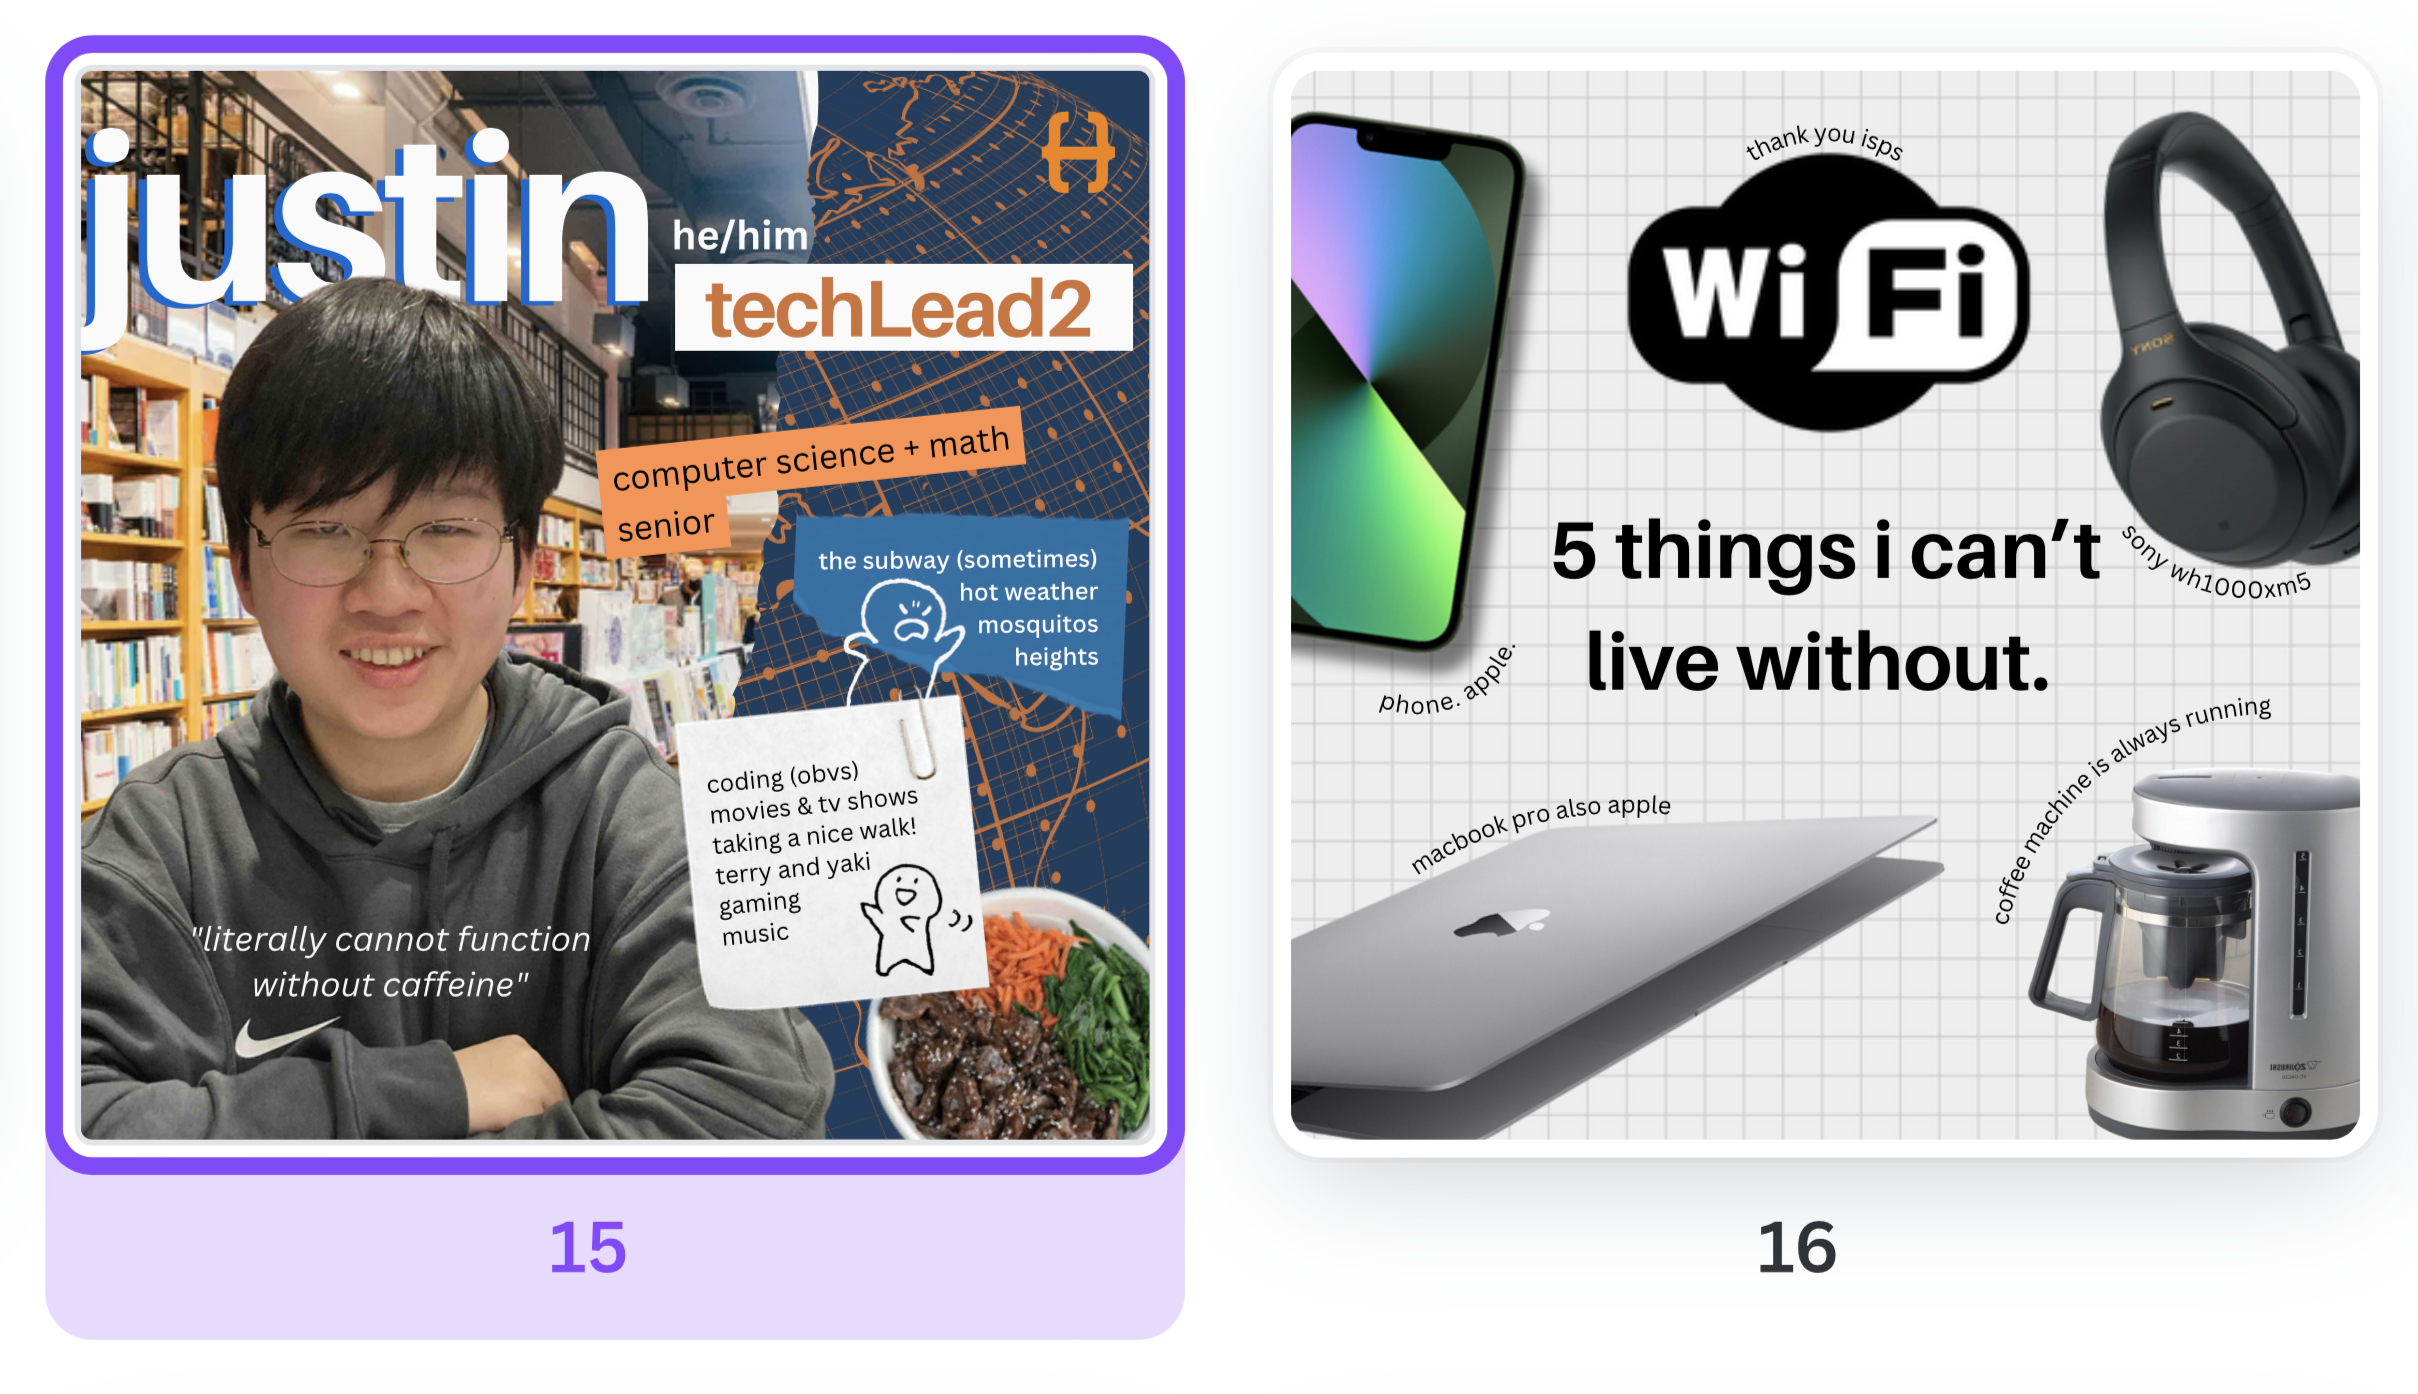 justin
he/him
techLead2
computer science + math
senior
the subway (sometimes)
hot weather
mosquitos
heights
coding (obvs)
movies & tv shows
taking a nice walk!
terry and yaki
gaming
music
"literally cannot function
without caffeine"
15
thank you isps
Wi Fi
SONY
5 things i can't
live without.
sony wh1000xm5
phone. apple.
macbook pro also apple
coffee machine is always running
ZOJIRUSHI
16